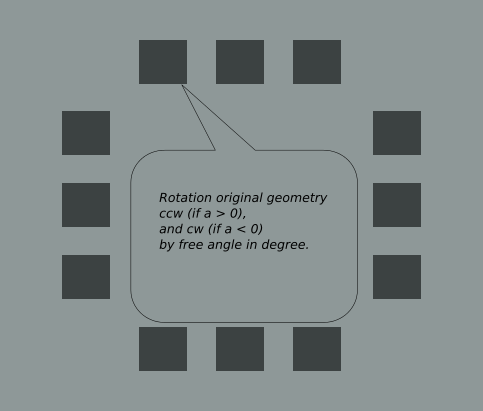 Rotation original geometry
ccw (if a > 0),
and cw (if a < 0)
by free angle in degree.